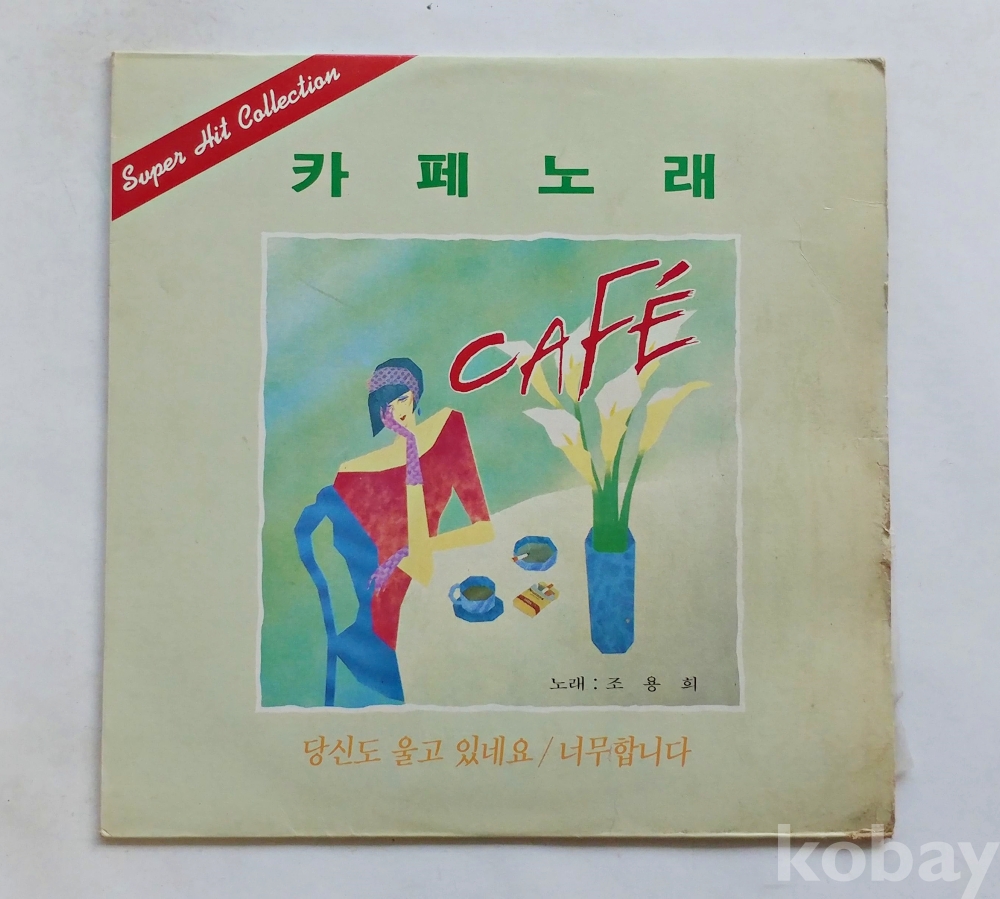 Super Hit Collection
카페노래
CAFÉ
노래 : 조용희
당신도 울고 있네요 / 너무합니다
kobay